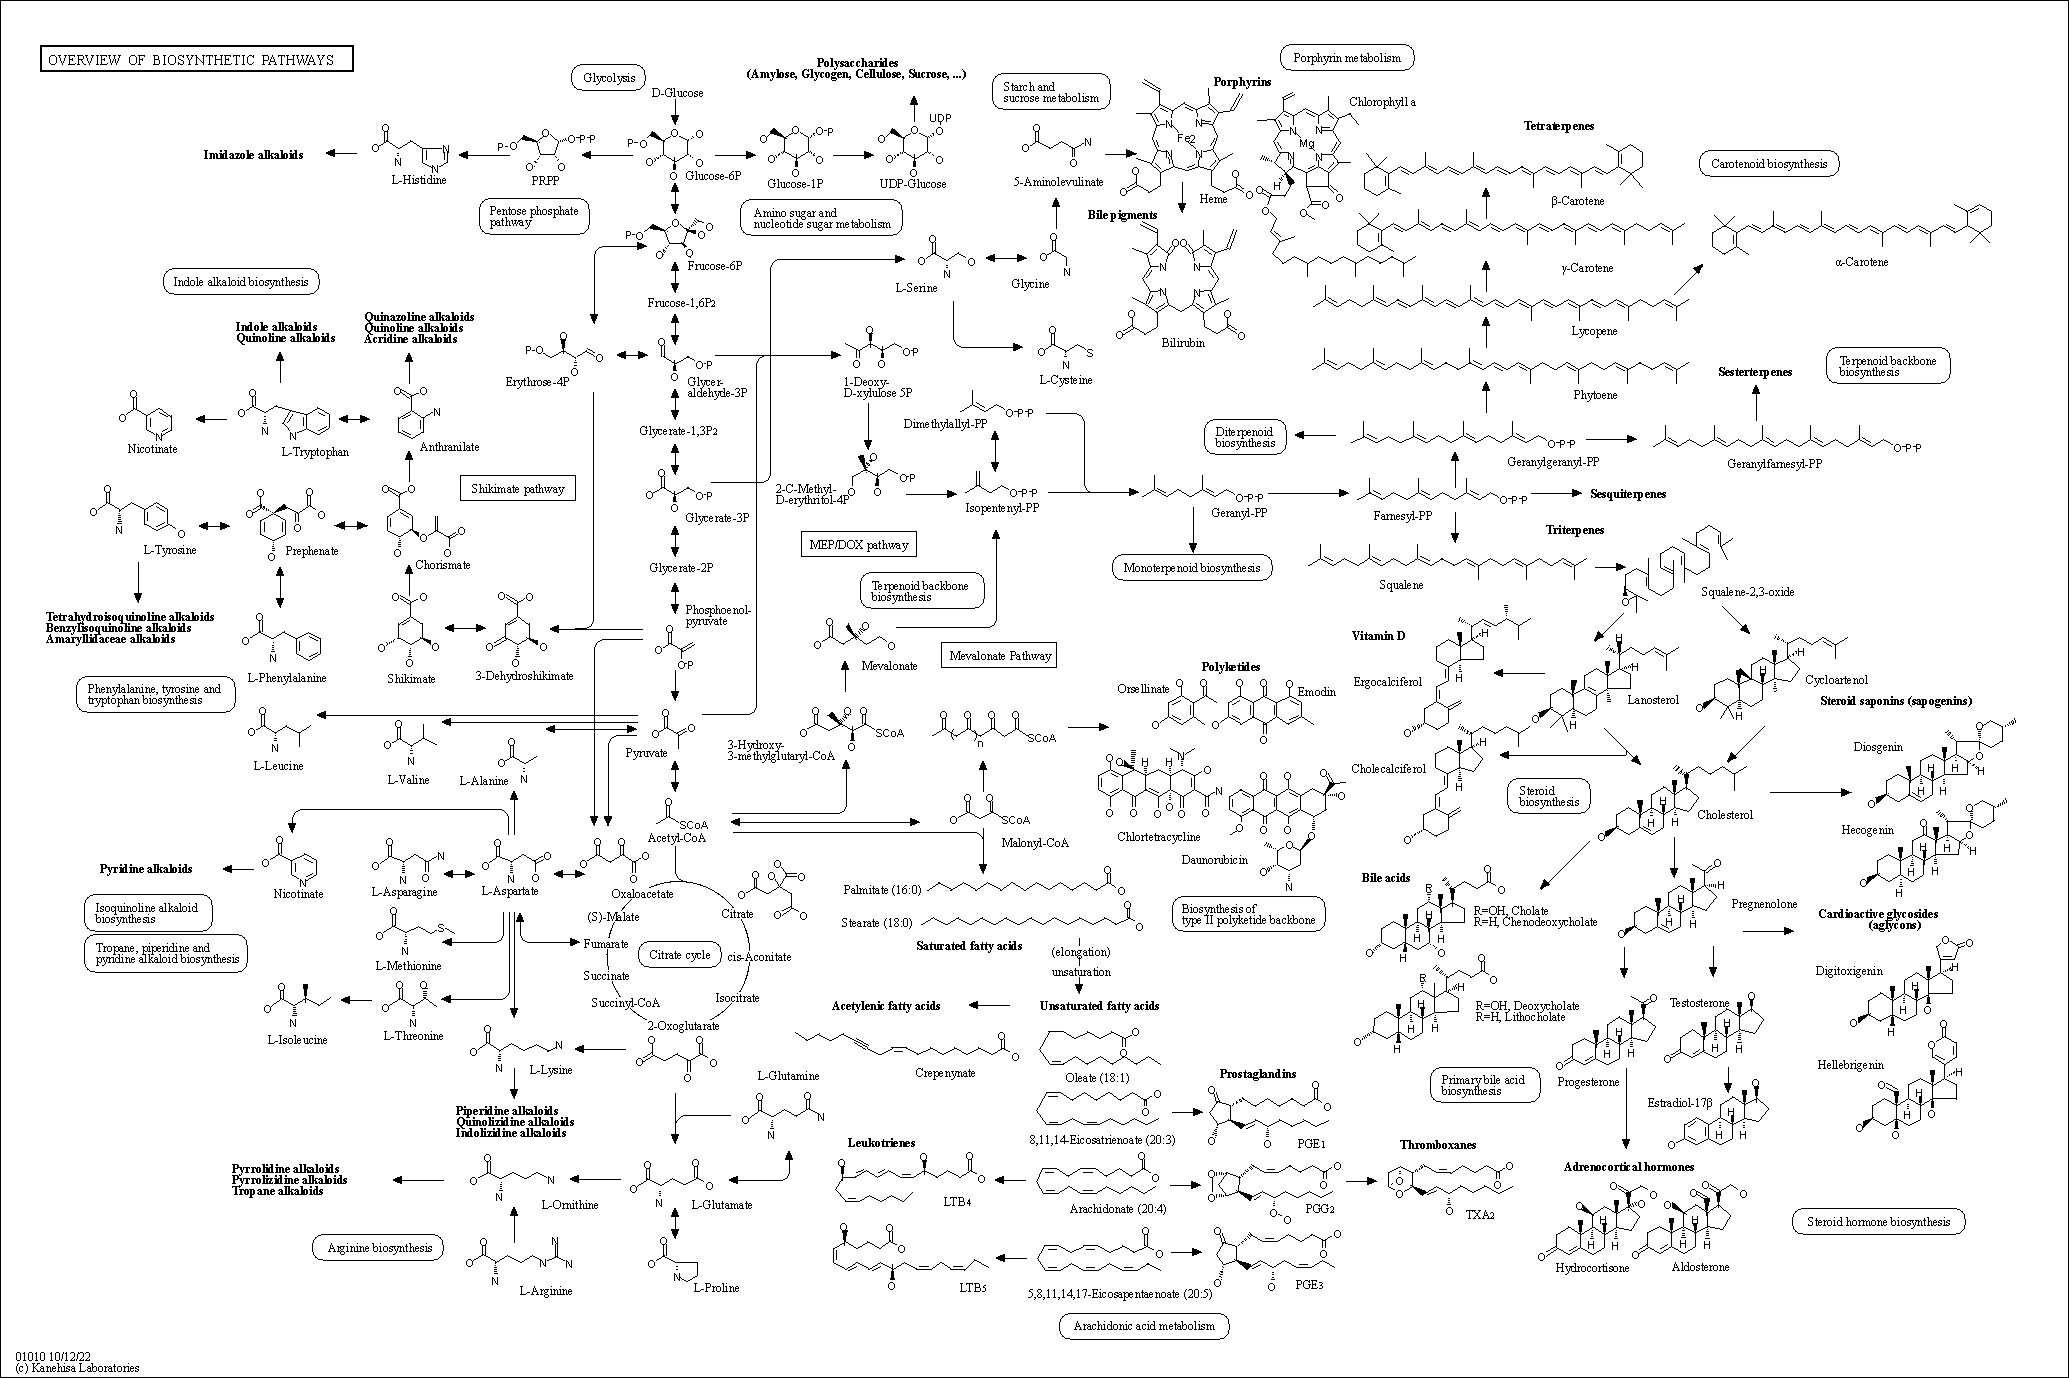 OVERVIEW OF BIOSYNTHETIC PATHWAYS
Glycolysis
D-Glucose
Polysaccharides
(Amylose, Glycogen, Cellulose, Sucrose, ...)
Starch and
sucrose metabolism
Porphyrin metabolism
Porphyrins
Chlorophyll a
Tetraterpenes
Carotenoid biosynthesis
Imidazole alkaloids
L-Histidine
PRPP
Glucose-6P
Glucose-1P
UDP
UDP-Glucose
5-Aminolevulinate
Fe2
Mg
Heme
β-Carotene
Pentose phosphate
pathway
Amino sugar and
nucleotide sugar metabolism
Bile pigments
Frucose-6P
L-Serine
Glycine
γ-Carotene
α-Carotene
Indole alkaloid biosynthesis
Frucose-1,6P2
Bilirubin
Lycopene
Indole alkaloids
Quinoline alkaloids
Quinazoline alkaloids
Quinoline alkaloids
Acridine alkaloids
Erythrose-4P
Glycer-
aldehyde-3P
1-Deoxy-
D-xylulose 5P
L-Cysteine
Phytoene
Sesterterpenes
Terpenoid backbone
biosynthesis
Nicotinate
L-Tryptophan
Anthranilate
Glycerate-1,3P2
Dimethylallyl-PP
Diterpenoid
biosynthesis
Geranylgeranyl-PP
Geranylfarnesyl-PP
Shikimate pathway
Glycerate-3P
2-C-Methyl-
D-erythrifol-4P
Isopentenyl-PP
Geranyl-PP
Farnesyl-PP
Sesquiterpenes
L-Tyrosine
Prephenate
Chorismate
MEP/DOX pathway
Triterpenes
Glycerate-2P
Terpenoid backbone
biosynthesis
Monoterpenoid biosynthesis
Squalene
Squalene-2,3-oxide
Tetrahydroisoquinoline alkaloids
Benzylisoquinoline alkaloids
Amaryllidaceae alkaloids
Phosphoenol-
pyruvate
L-Phenylalanine
Shikimate
3-Dehydroshikimate
Mevalonate
Mevalonate Pathway
Polyketides
Orsellinate
Emodin
Vitamin D
Ergocalciferol
Lanosterol
Cycloartenol
Steroid saponins (sapogenins)
Phenylalanine, tyrosine and
tryptophan biosynthesis
L-Leucine
L-Valine
L-Alanine
Pyruvate
3-Hydroxy-
3-methylglutaryl-CoA
SCoA
SCoA
n
Cholecalciferol
Steroid
biosynthesis
Cholesterol
Diosgenin
Hecogenin
SCoA
Acetyl-CoA
SCoA
Malonyl-CoA
Chlortetracycline
Daunorubicin
Pyridine alkaloids
Nicotinate
L-Asparagine
L-Aspartate
Oxaloacetate
Palmitate (16:0)
Stearate (18:0)
Saturated fatty acids
Biosynthesis of
type II polyketide backbone
Bile acids
R=OH, Cholate
R=H, Chenodeoxycholate
Pregnenolone
Cardioactive glycosides
(aglycons)
Isoquinoline alkaloid
biosynthesis
Tropane, piperidine and
pyridine alkaloid biosynthesis
L-Methionine
(S)-Malate
Fumarate
Succinate
Succinyl-CoA
Citrate cycle
Citrate
cis-Aconitate
Isocitrate
2-Oxoglutarate
(elongation)
unsaturation
Digitoxigenin
L-Isoleucine
L-Threonine
Acetylenic fatty acids
Unsaturated fatty acids
R=OH, Deoxycholate
R=H, Lithocholate
Testosterone
Progesterone
Hellebrigenin
L-Lysine
L-Glutamine
Crepenynate
Oleate (18:1)
Prostaglandins
Primary bile acid
biosynthesis
Estradiol-17β
Piperidine alkaloids
Quinolizidine alkaloids
Indolizidine alkaloids
8,11,14-Eicosatrienoate (20:3)
PGE1
Leukotrienes
Thromboxanes
Adrenocortical hormones
Pyrrolidine alkaloids
Pyrrolizidine alkaloids
Tropane alkaloids
L-Ornithine
L-Glutamate
LTB4
Arachidonate (20:4)
PGG2
TXA2
Arginine biosynthesis
Steroid hormone biosynthesis
L-Arginine
L-Proline
LTB5
5,8,11,14,17-Eicosapentaenoate (20:5)
PGE3
Hydrocortisone
Aldosterone
Arachidonic acid metabolism
01010 10/12/22
(c) Kanehisa Laboratories